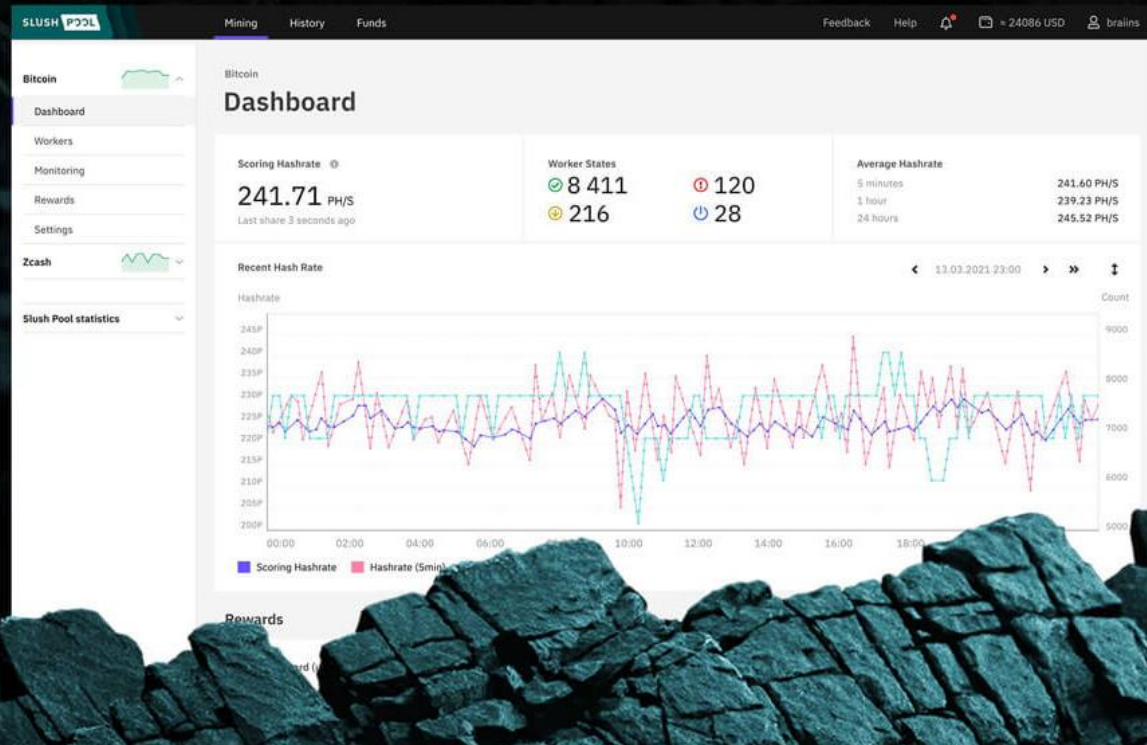 SLUSH POOL
Mining History Funds
Feedback Help ≈ 24086 USD braiins
Bitcoin
Dashboard
Workers
Monitoring
Rewards
Settings
Zcash
Slush Pool statistics
Bitcoin
Dashboard
Scoring Hashrate
241.71 PH/S
Last share 3 seconds ago
Worker States
8 411 120
216 28
Average Hashrate
5 minutes 241.60 PH/S
1 hour 239.23 PH/S
24 hours 245.52 PH/S
Recent Hash Rate
13.03.2021 23:00
Hashrate Count
245P 9000
240P
235P 8000
230P
225P 7000
220P
215P
210P 6000
205P
200P 5000
00:00 02:00 04:00 06:00 10:00 12:00 14:00 16:00 18:00
Scoring Hashrate Hashrate (5min)
Rewards